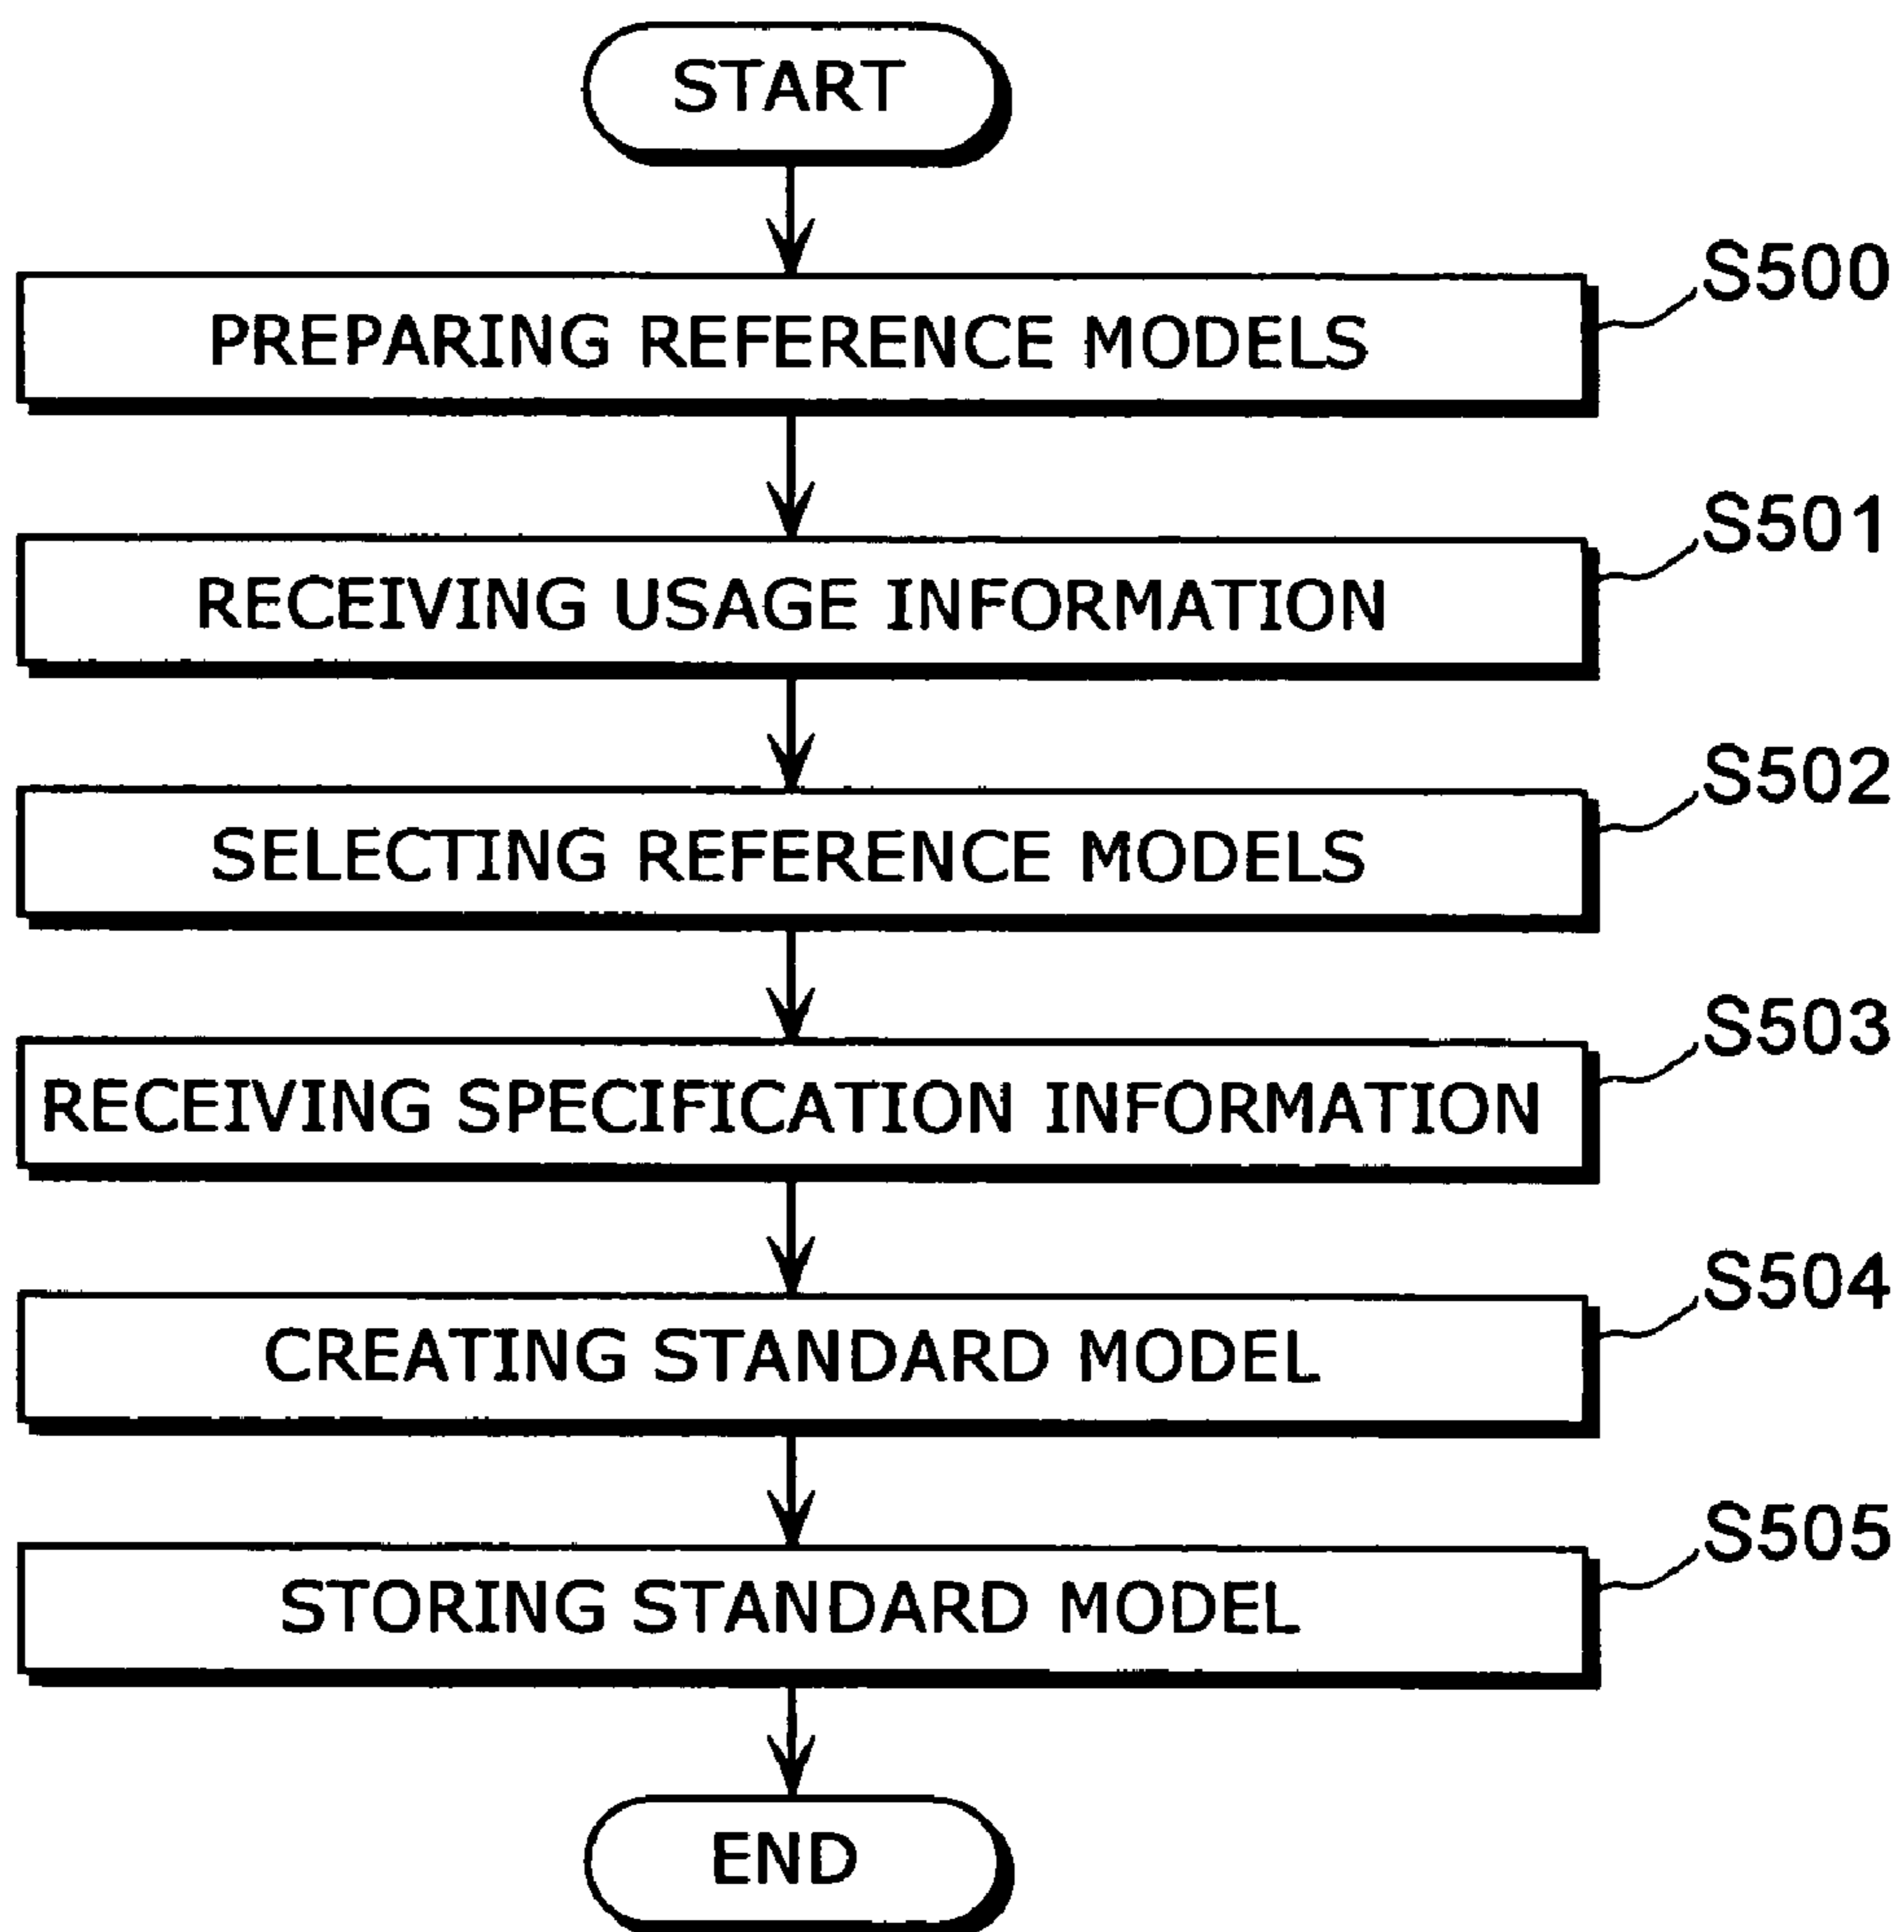 START
S500
PREPARING REFERENCE MODELS
S501
RECEIVING USAGE INFORMATION
S502
SELECTING REFERENCE MODELS
S503
RECEIVING SPECIFICATION INFORMATION
S504
CREATING STANDARD MODEL
S505
STORING STANDARD MODEL
END